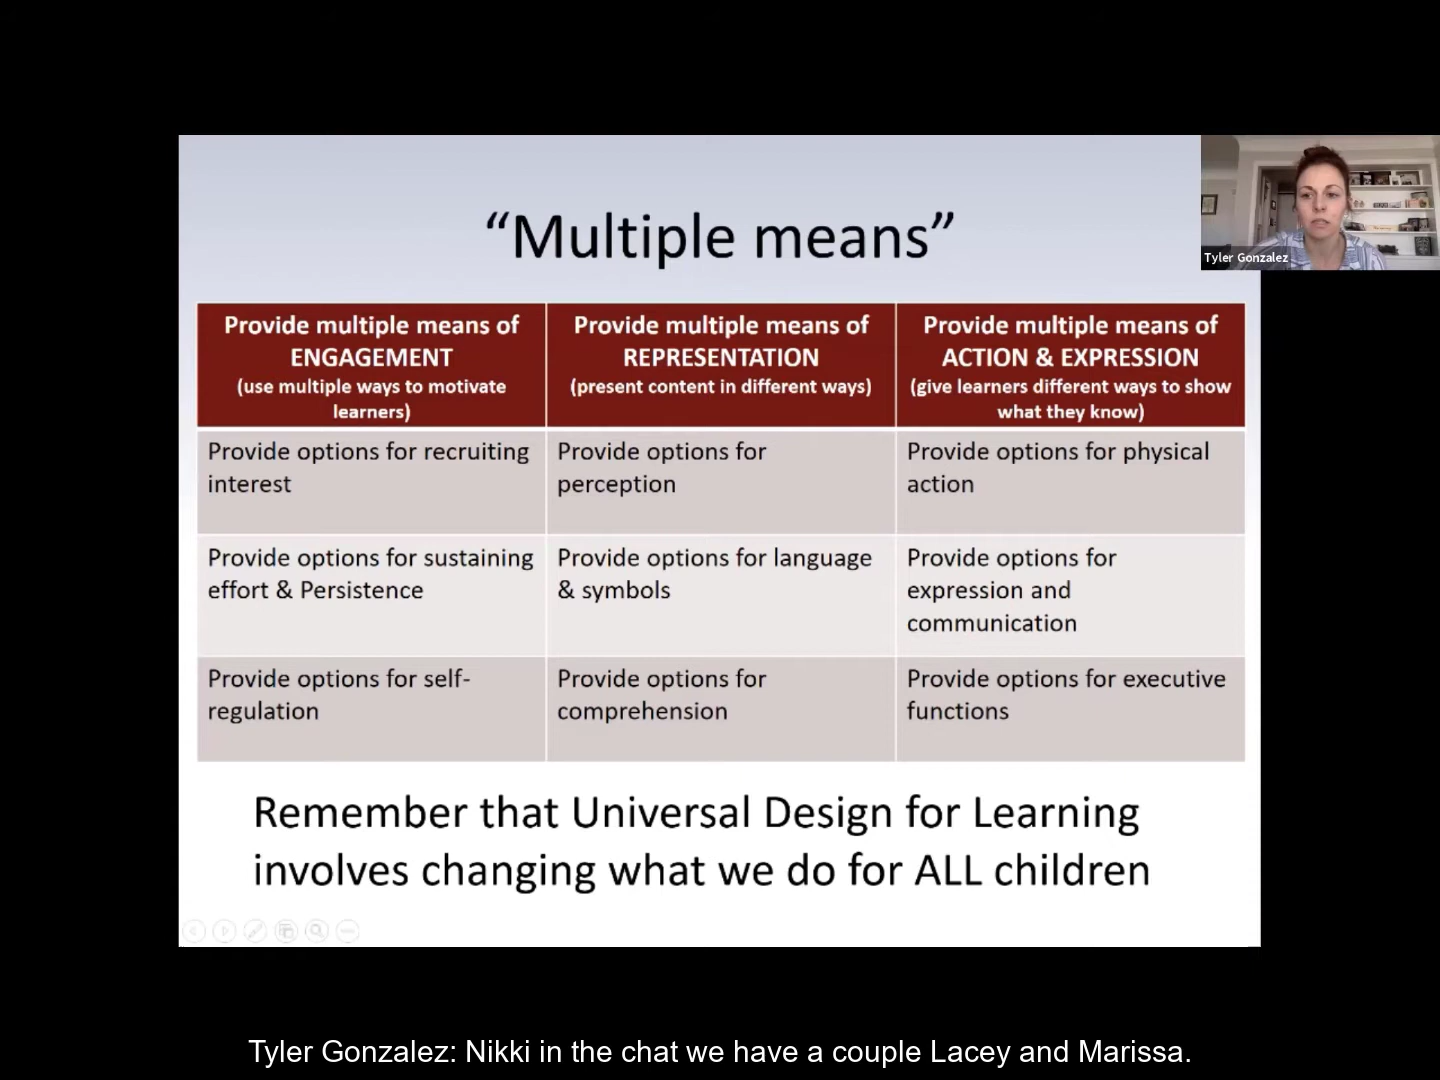 “Multiple means”
Tyler Gonzalez
Provide multiple means of
ENGAGEMENT
(use multiple ways to motivate
learners)
Provide multiple means of
REPRESENTATION
(present content in different ways)
Provide multiple means of
ACTION & EXPRESSION
(give learners different ways to show
what they know)
Provide options for recruiting
interest
Provide options for
perception
Provide options for physical
action
Provide options for sustaining
effort & Persistence
Provide options for language
& symbols
Provide options for
expression and
communication
Provide options for self-
regulation
Provide options for
comprehension
Provide options for executive
functions
Remember that Universal Design for Learning
involves changing what we do for ALL children
Tyler Gonzalez: Nikki in the chat we have a couple Lacey and Marissa.